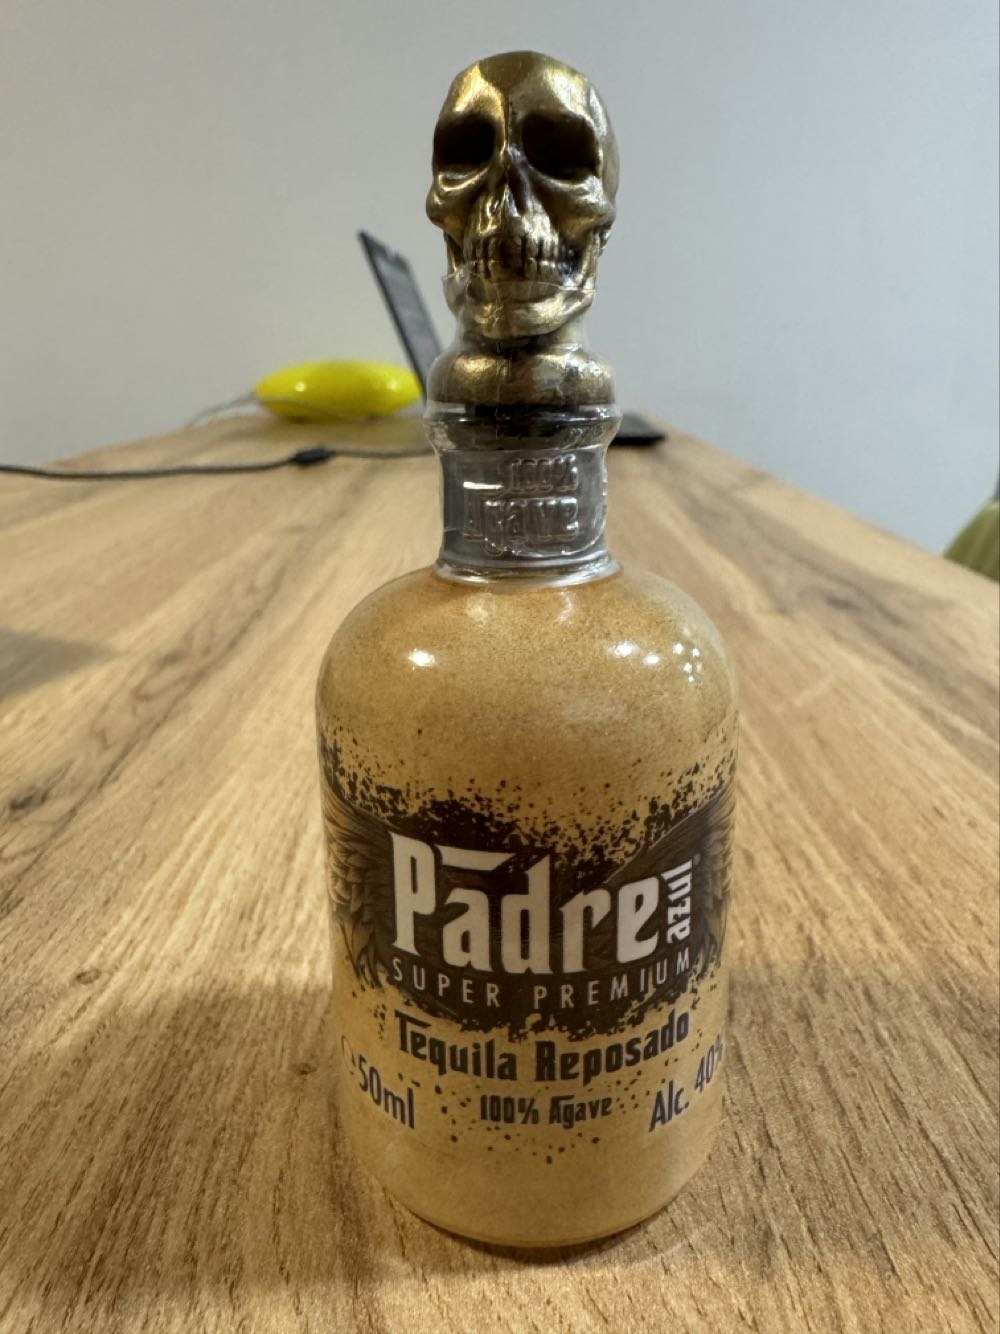 100%
Agave
Padre azul®
SUPER PREMIUM
Tequila Reposado
50ml 100% Agave Alc. 40%